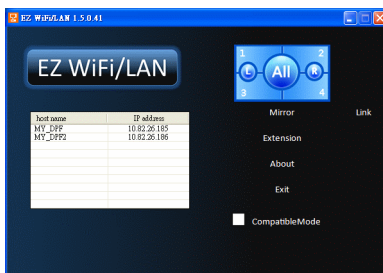 EZ WiFi/LAN 1.5.0.41
EZ WiFi/LAN
1 2
L All R
3 4
host name IP address
MY_DPF 10.82.26.185
MY_DPF2 10.82.26.186
Mirror Link
Extension
About
Exit
CompatibleMode